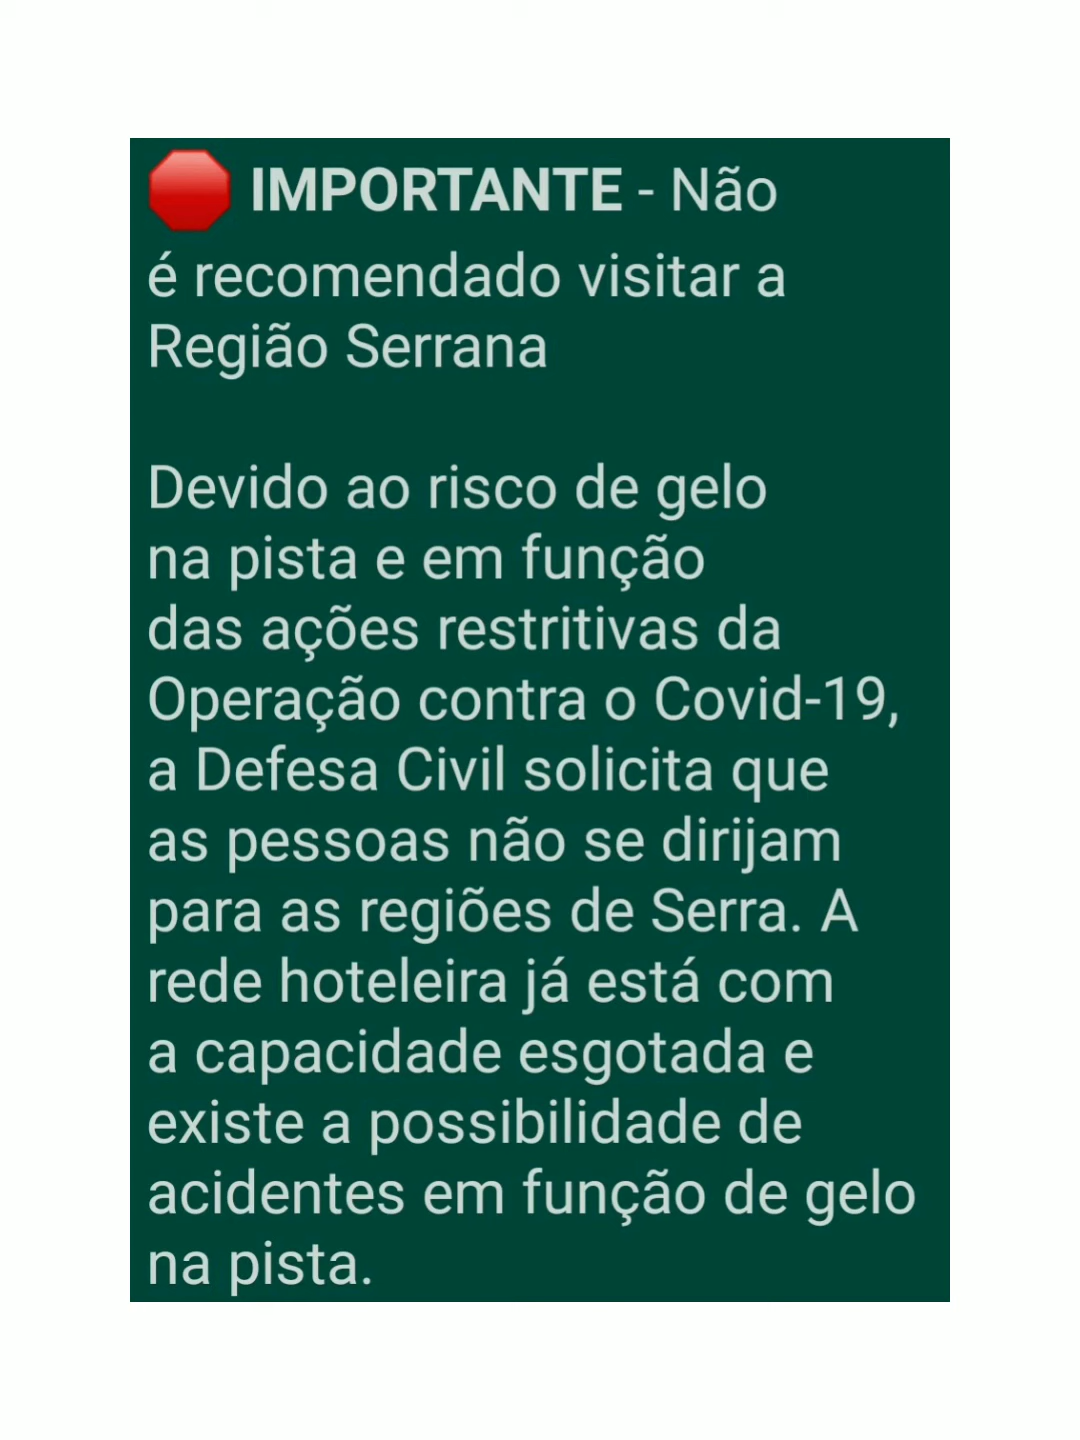 🛑 IMPORTANTE - Não
é recomendado visitar a
Região Serrana
Devido ao risco de gelo
na pista e em função
das ações restritivas da
Operação contra o Covid-19,
a Defesa Civil solicita que
as pessoas não se dirijam
para as regiões de Serra. A
rede hoteleira já está com
a capacidade esgotada e
existe a possibilidade de
acidentes em função de gelo
na pista.